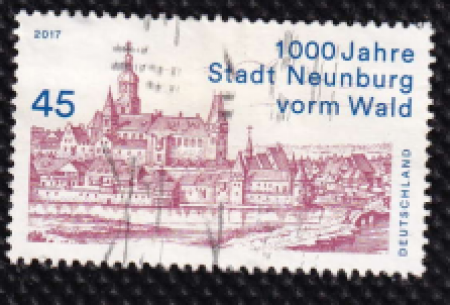 2017
1000 Jahre
Stadt Neunburg
vorm Wald
45
DEUTSCHLAND